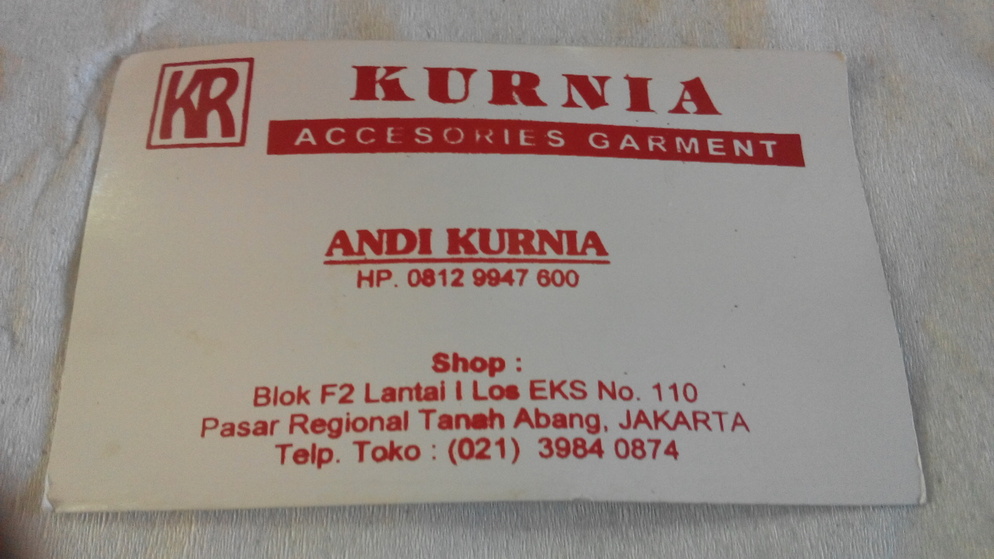 KR
KURNIA
ACCESORIES GARMENT
ANDI KURNIA
HP. 0812 9947 600
Shop :
Blok F2 Lantai I Los EKS No. 110
Pasar Regional Tanah Abang, JAKARTA
Telp. Toko : (021) 3984 0874